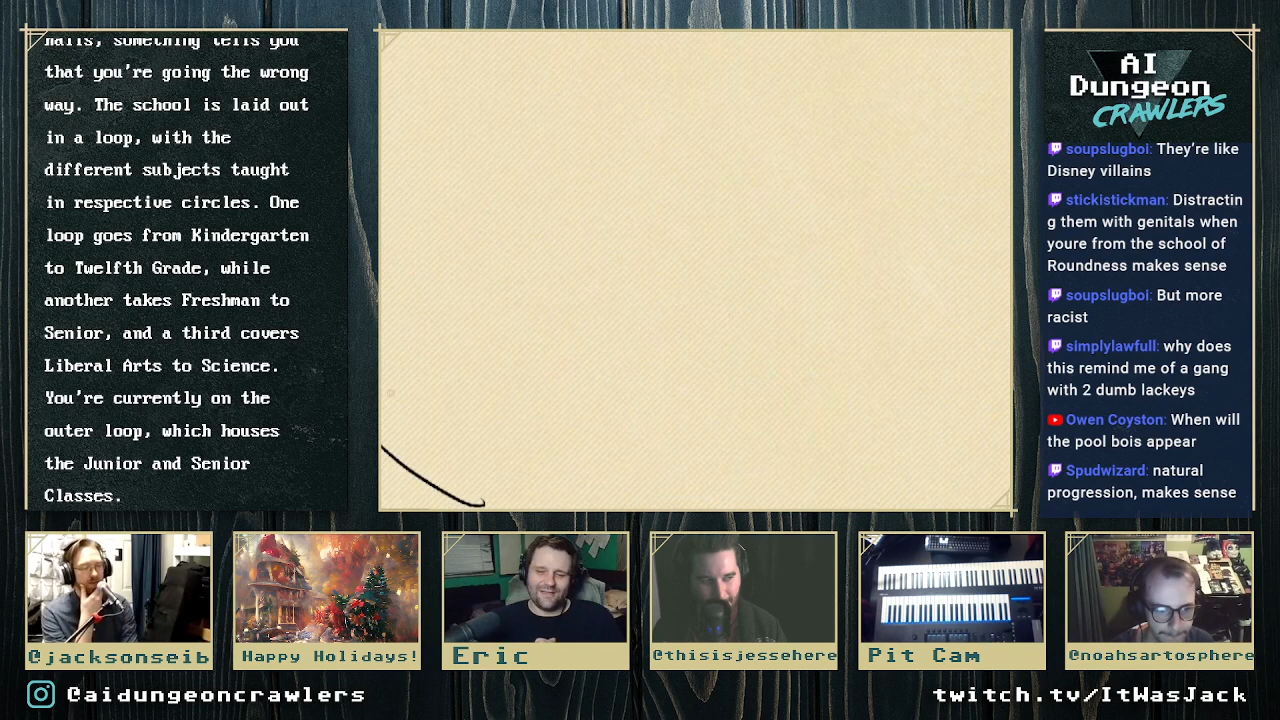 halls, something tells you
that you're going the wrong
way. The school is laid out
in a loop, with the
different subjects taught
in respective circles. One
loop goes from Kindergarten
to Twelfth Grade, while
another takes Freshman to
Senior, and a third covers
Liberal Arts to Science.
You're currently on the
outer loop, which houses
the Junior and Senior
Classes.
AI
Dungeon
CRAWLERS
soupslugboi: They're like
Disney villains
stickistickman: Distractin
g them with genitals when
youre from the school of
Roundness makes sense
soupslugboi: But more
racist
simplylawfull: why does
this remind me of a gang
with 2 dumb lackeys
Owen Coyston: When will
the pool bois appear
Spudwizard: natural
progression, makes sense
@jacksonseib
Happy Holidays!
Eric
@thisisjessehere
Pit Cam
@noahsartosphere
@aidungeoncrawlers
twitch.tv/ItWasJack